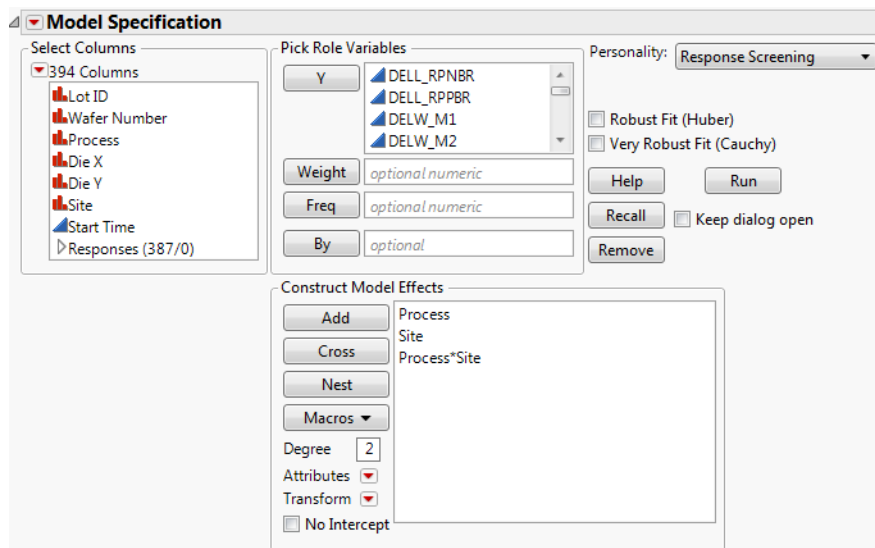 Model Specification
Select Columns
394 Columns
Lot ID
Wafer Number
Process
Die X
Die Y
Site
Start Time
Responses (387/0)
Pick Role Variables
Y
DELL_RPNBR
DELL_RPPBR
DELW_M1
DELW_M2
Weight optional numeric
Freq optional numeric
By optional
Personality: Response Screening
Robust Fit (Huber)
Very Robust Fit (Cauchy)
Help Run
Recall Keep dialog open
Remove
Construct Model Effects
Add
Cross
Nest
Macros
Degree 2
Attributes
Transform
No Intercept
Process
Site
Process*Site